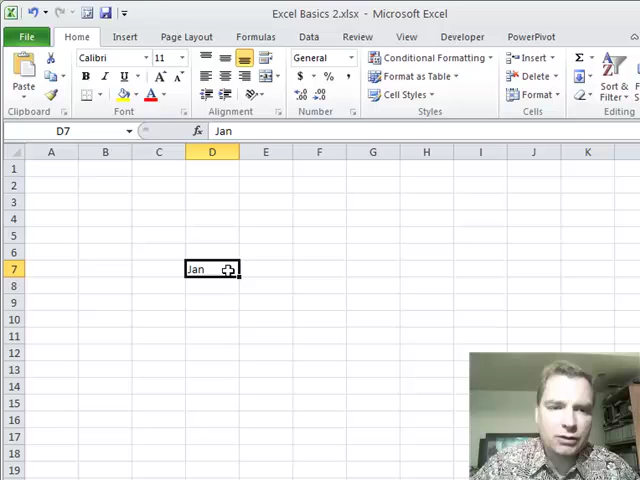 Excel Basics 2.xlsx - Microsoft Excel
File Home Insert Page Layout Formulas Data Review View Developer PowerPivot
Calibri 11 General Conditional Formatting Insert Σ
Paste B I U $ % , Format as Table Delete Sort & Filter
A Cell Styles Format
Clipboard Font Alignment Number Styles Cells Editing
D7 fx Jan
A B C D E F G H I J K
1
2
3
4
5
6
7 Jan
8
9
10
11
12
13
14
15
16
17
18
19